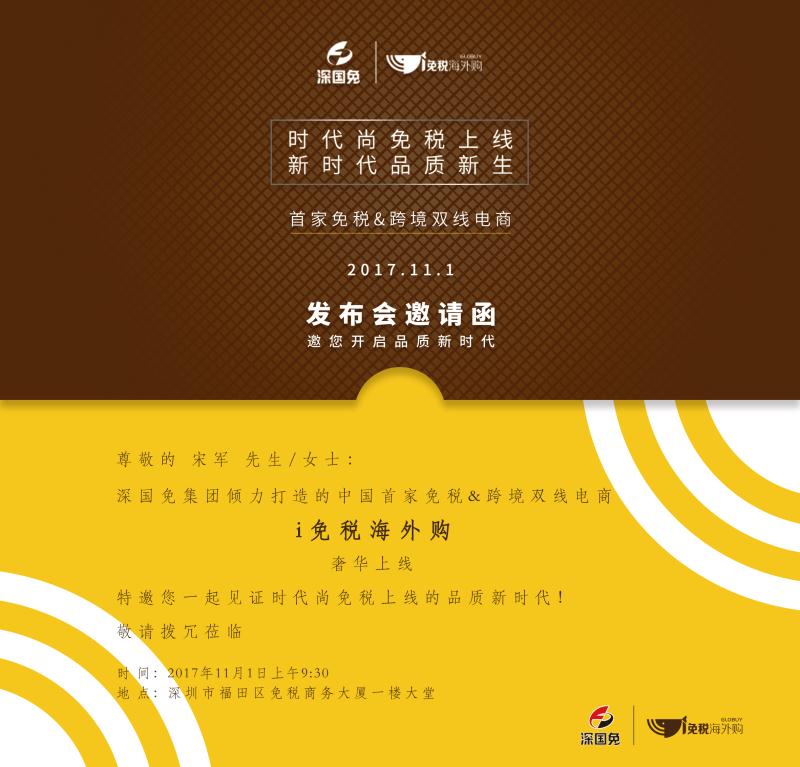 深国免
GLOBUY
i免税海外购
时代尚免税上线
新时代品质新生
首家免税&跨境双线电商
2017.11.1
发布会邀请函
邀您开启品质新时代
尊敬的 宋军 先生/女士：
深国免集团倾力打造的中国首家免税&跨境双线电商
i免税海外购
奢华上线
特邀您一起见证时代尚免税上线的品质新时代！
敬请拨冗莅临
时 间：2017年11月1日上午9:30
地 点：深圳市福田区免税商务大厦一楼大堂
深国免
GLOBUY
i免税海外购